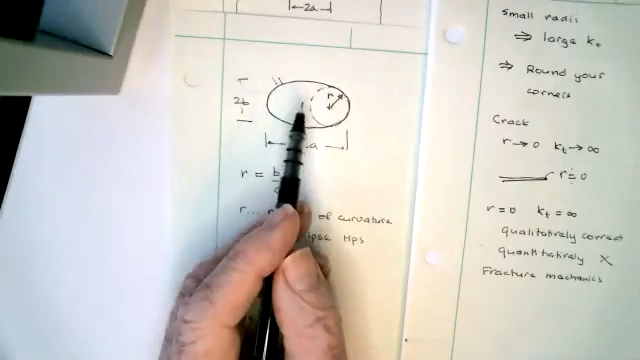 2a
2b
r
a
r = b
r... of curvature
tips
small radii
⇒ large kt
⇒ Round your
corners
Crack
r → 0 kt → ∞
r = 0
r = 0 kt = ∞
qualitatively correct
quantitatively X
Fracture mechanics